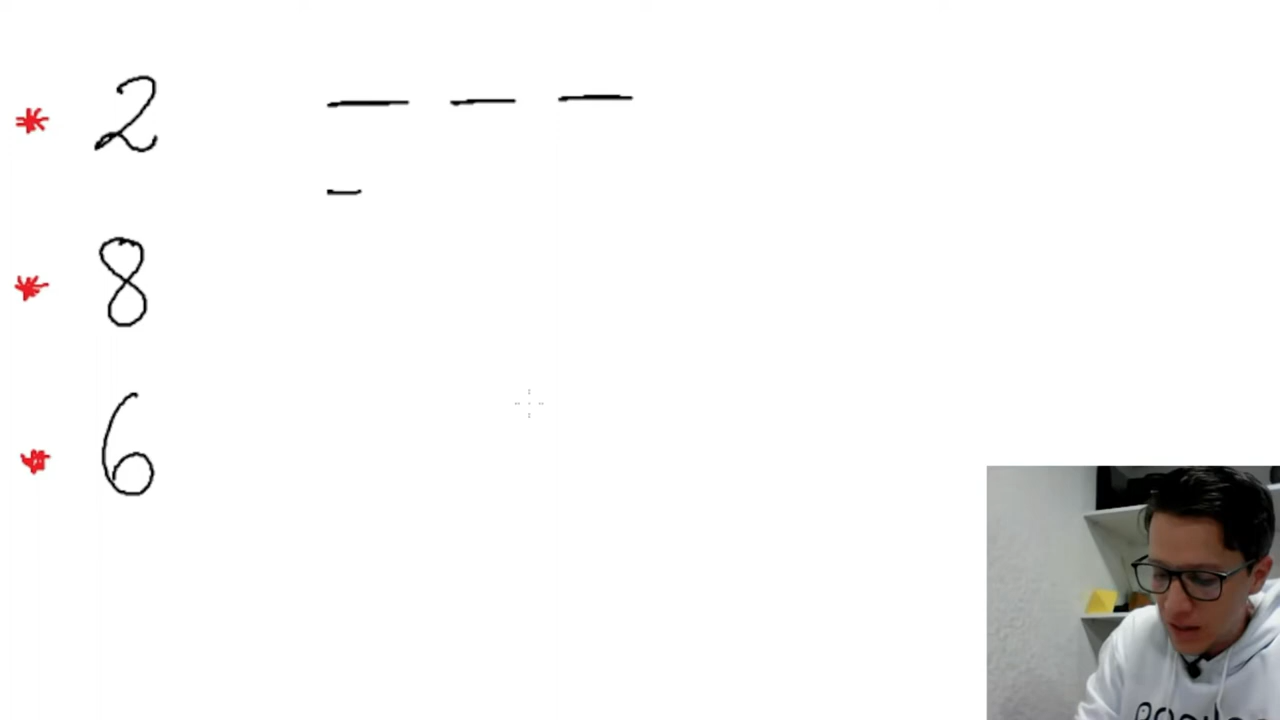 * 2 — — —
-
* 8
* 6